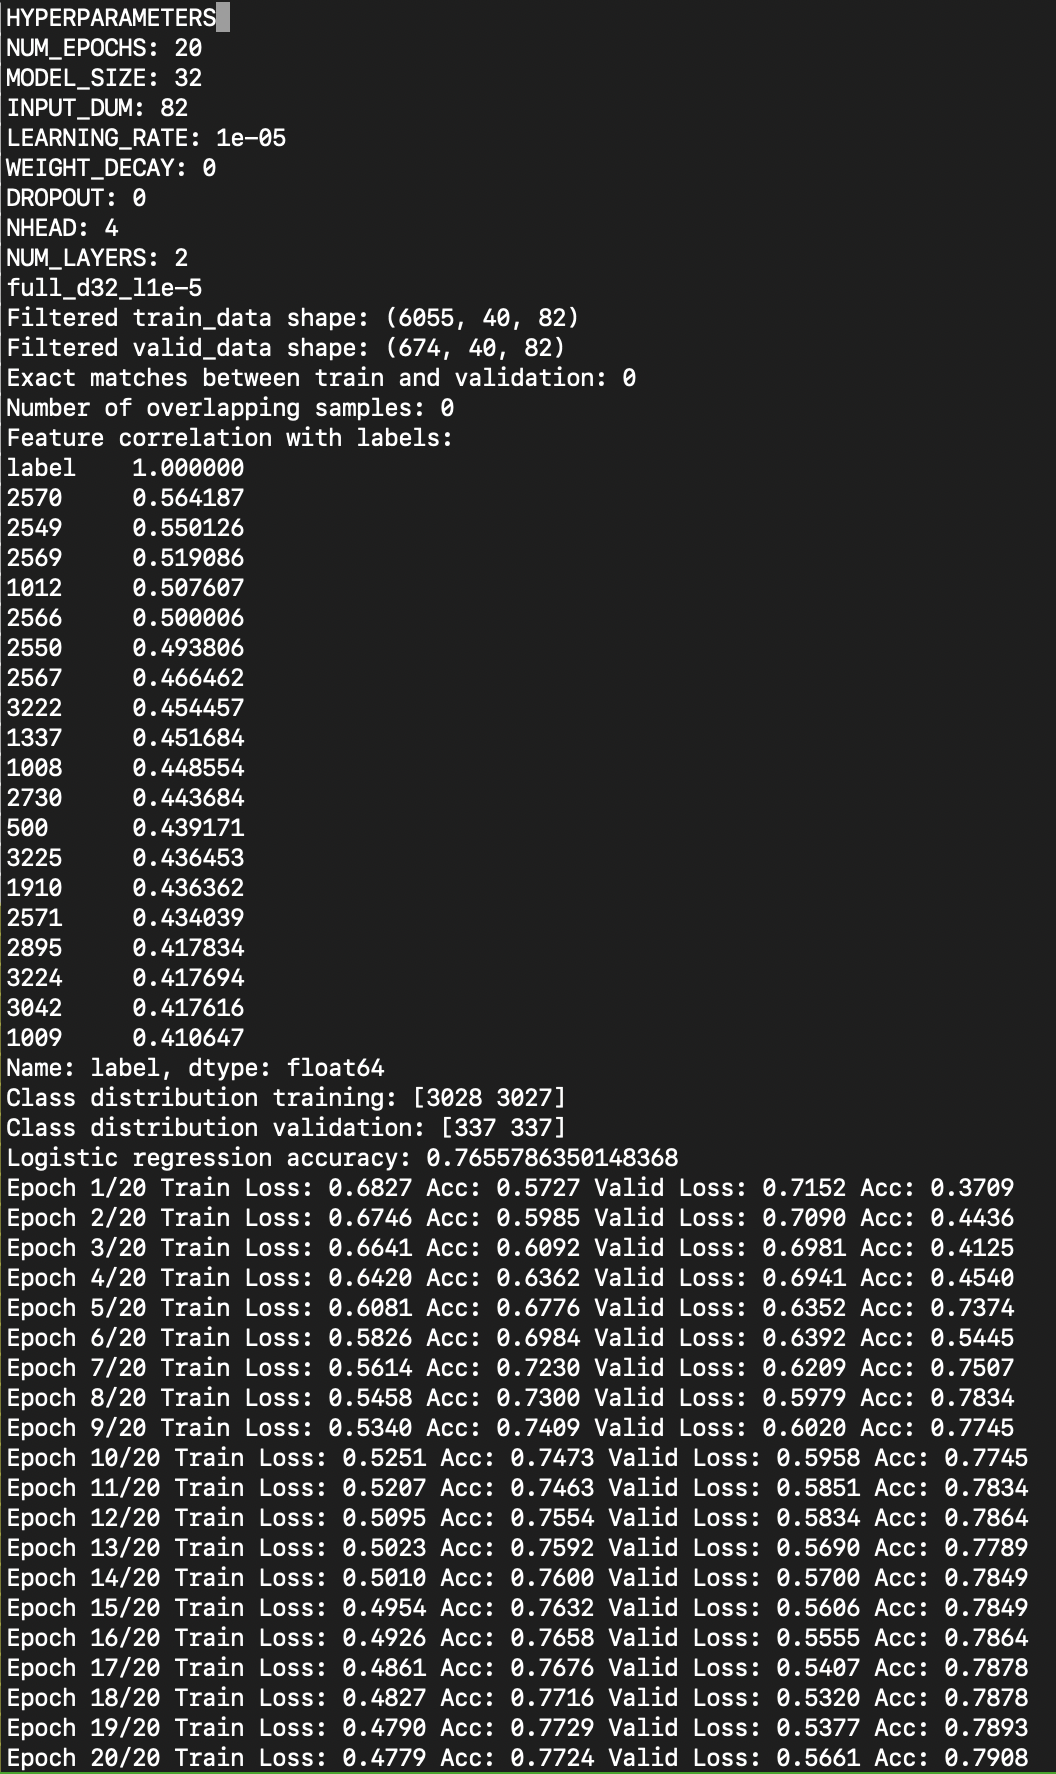 HYPERPARAMETERS
NUM_EPOCHS: 20
MODEL_SIZE: 32
INPUT_DUM: 82
LEARNING_RATE: 1e-05
WEIGHT_DECAY: 0
DROPOUT: 0
NHEAD: 4
NUM_LAYERS: 2
full_d32_l1e-5
Filtered train_data shape: (6055, 40, 82)
Filtered valid_data shape: (674, 40, 82)
Exact matches between train and validation: 0
Number of overlapping samples: 0
Feature correlation with labels:
label    1.000000
2570     0.564187
2549     0.550126
2569     0.519086
1012     0.507607
2566     0.500006
2550     0.493806
2567     0.466462
3222     0.454457
1337     0.451684
1008     0.448554
2730     0.443684
500      0.439171
3225     0.436453
1910     0.436362
2571     0.434039
2895     0.417834
3224     0.417694
3042     0.417616
1009     0.410647
Name: label, dtype: float64
Class distribution training: [3028 3027]
Class distribution validation: [337 337]
Logistic regression accuracy: 0.7655786350148368
Epoch 1/20 Train Loss: 0.6827 Acc: 0.5727 Valid Loss: 0.7152 Acc: 0.3709
Epoch 2/20 Train Loss: 0.6746 Acc: 0.5985 Valid Loss: 0.7090 Acc: 0.4436
Epoch 3/20 Train Loss: 0.6641 Acc: 0.6092 Valid Loss: 0.6981 Acc: 0.4125
Epoch 4/20 Train Loss: 0.6420 Acc: 0.6362 Valid Loss: 0.6941 Acc: 0.4540
Epoch 5/20 Train Loss: 0.6081 Acc: 0.6776 Valid Loss: 0.6352 Acc: 0.7374
Epoch 6/20 Train Loss: 0.5826 Acc: 0.6984 Valid Loss: 0.6392 Acc: 0.5445
Epoch 7/20 Train Loss: 0.5614 Acc: 0.7230 Valid Loss: 0.6209 Acc: 0.7507
Epoch 8/20 Train Loss: 0.5458 Acc: 0.7300 Valid Loss: 0.5979 Acc: 0.7834
Epoch 9/20 Train Loss: 0.5340 Acc: 0.7409 Valid Loss: 0.6020 Acc: 0.7745
Epoch 10/20 Train Loss: 0.5251 Acc: 0.7473 Valid Loss: 0.5958 Acc: 0.7745
Epoch 11/20 Train Loss: 0.5207 Acc: 0.7463 Valid Loss: 0.5851 Acc: 0.7834
Epoch 12/20 Train Loss: 0.5095 Acc: 0.7554 Valid Loss: 0.5834 Acc: 0.7864
Epoch 13/20 Train Loss: 0.5023 Acc: 0.7592 Valid Loss: 0.5690 Acc: 0.7789
Epoch 14/20 Train Loss: 0.5010 Acc: 0.7600 Valid Loss: 0.5700 Acc: 0.7849
Epoch 15/20 Train Loss: 0.4954 Acc: 0.7632 Valid Loss: 0.5606 Acc: 0.7849
Epoch 16/20 Train Loss: 0.4926 Acc: 0.7658 Valid Loss: 0.5555 Acc: 0.7864
Epoch 17/20 Train Loss: 0.4861 Acc: 0.7676 Valid Loss: 0.5407 Acc: 0.7878
Epoch 18/20 Train Loss: 0.4827 Acc: 0.7716 Valid Loss: 0.5320 Acc: 0.7878
Epoch 19/20 Train Loss: 0.4790 Acc: 0.7729 Valid Loss: 0.5377 Acc: 0.7893
Epoch 20/20 Train Loss: 0.4779 Acc: 0.7724 Valid Loss: 0.5661 Acc: 0.7908